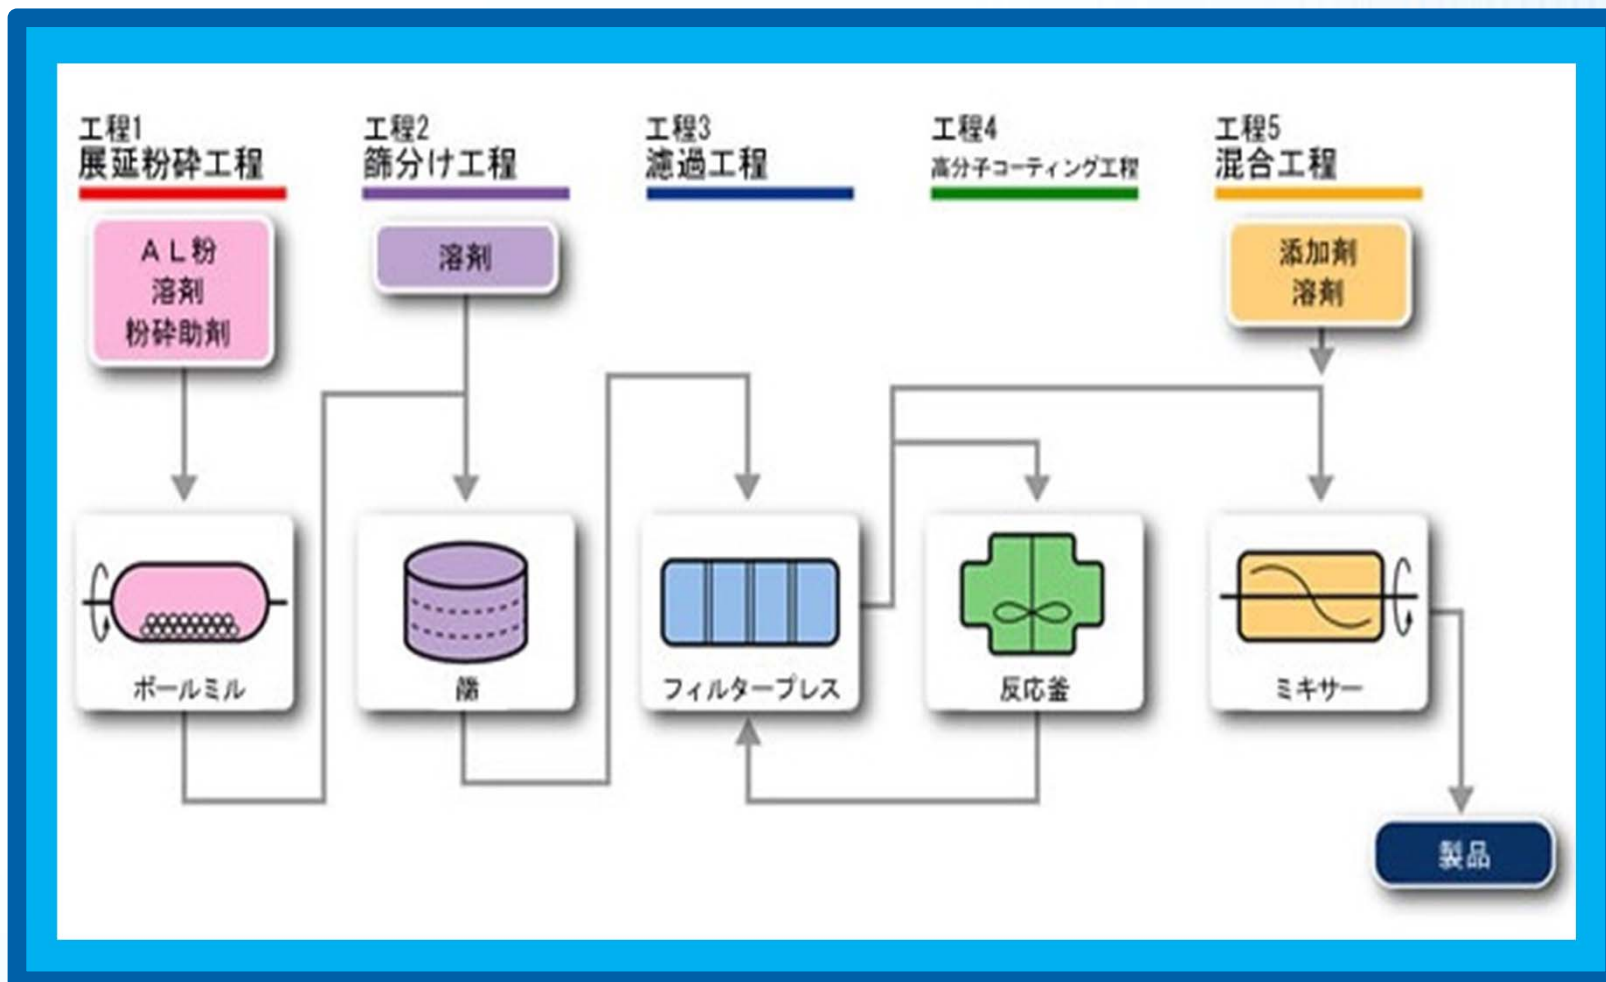 工程1
展延粉砕工程
工程2
篩分け工程
工程3
濾過工程
工程4
高分子コーティング工程
工程5
混合工程
ＡＬ粉
溶剤
粉砕助剤
溶剤
添加剤
溶剤
ボールミル
篩
フィルタープレス
反応釜
ミキサー
製品